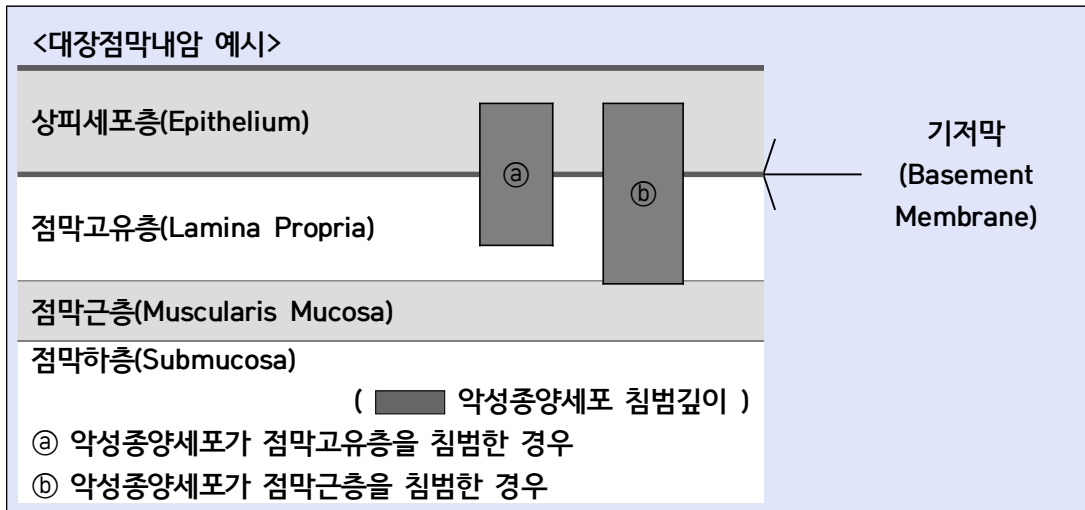 <대장점막내암 예시>
상피세포층(Epithelium)
기저막
(Basement
Membrane)
ⓐ
ⓑ
점막고유층(Lamina Propria)
점막근층(Muscularis Mucosa)
점막하층(Submucosa)
( 악성종양세포 침범깊이 )
ⓐ 악성종양세포가 점막고유층을 침범한 경우
ⓑ 악성종양세포가 점막근층을 침범한 경우